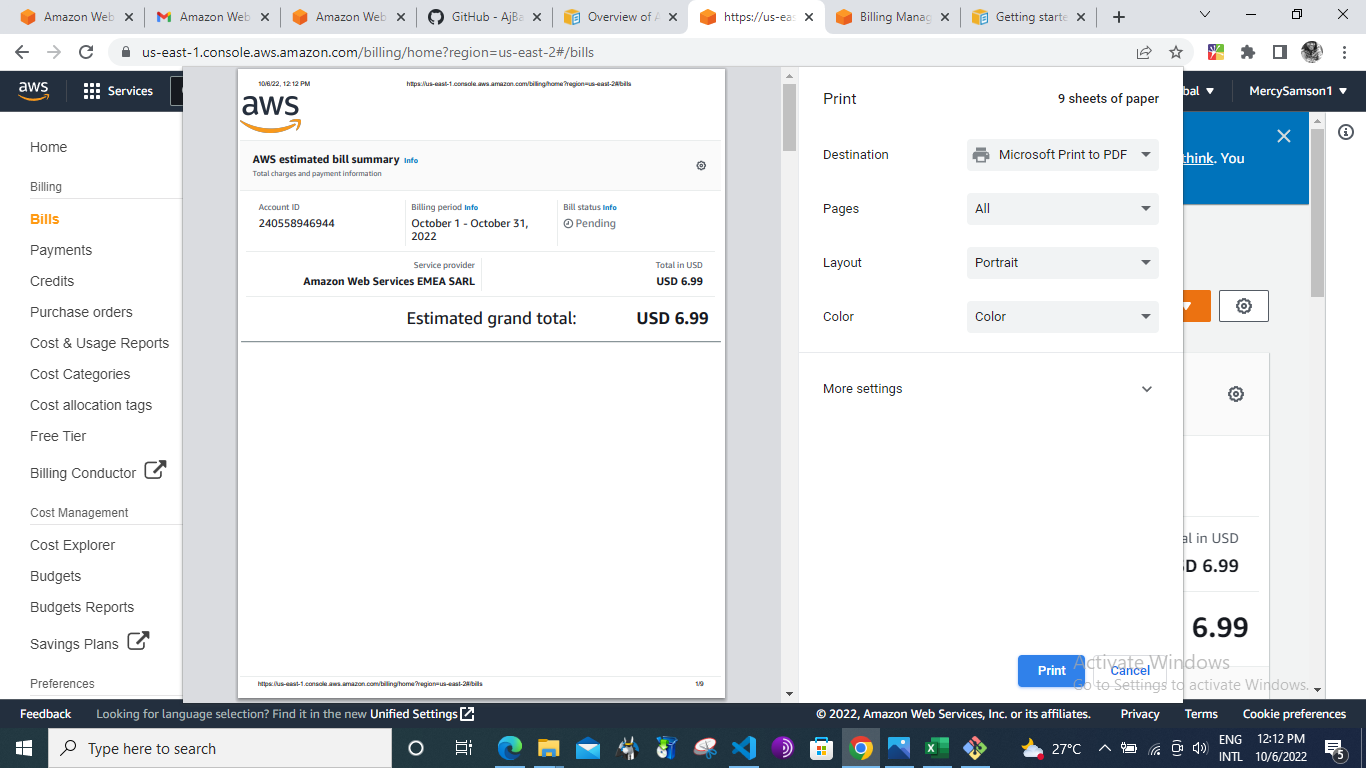 Amazon Web
Amazon Web
Amazon Web
GitHub - AjBa
Overview of A
https://us-eas
Billing Manag
Getting starte
us-east-1.console.aws.amazon.com/billing/home?region=us-east-2#/bills
aws
Services
bal
MercySamson1
think. You
Home
Billing
Bills
Payments
Credits
Purchase orders
Cost & Usage Reports
Cost Categories
Cost allocation tags
Free Tier
Billing Conductor
Cost Management
Cost Explorer
Budgets
Budgets Reports
Savings Plans
Preferences
10/6/22, 12:12 PM https://us-east-1.console.aws.amazon.com/billing/home?region=us-east-2#/bills
aws
AWS estimated bill summary Info
Total charges and payment information
Account ID
240558946944
Billing period Info
October 1 - October 31,
2022
Bill status Info
Pending
Service provider
Amazon Web Services EMEA SARL
Total in USD
USD 6.99
Estimated grand total: USD 6.99
https://us-east-1.console.aws.amazon.com/billing/home?region=us-east-2#/bills 1/9
Print 9 sheets of paper
Destination Microsoft Print to PDF
Pages All
Layout Portrait
Color Color
More settings
Print Cancel
al in USD
D 6.99
6.99
Activate Windows
Go to Settings to activate Windows.
Feedback Looking for language selection? Find it in the new Unified Settings
© 2022, Amazon Web Services, Inc. or its affiliates. Privacy Terms Cookie preferences
Type here to search
27°C
ENG
INTL
12:12 PM
10/6/2022
5